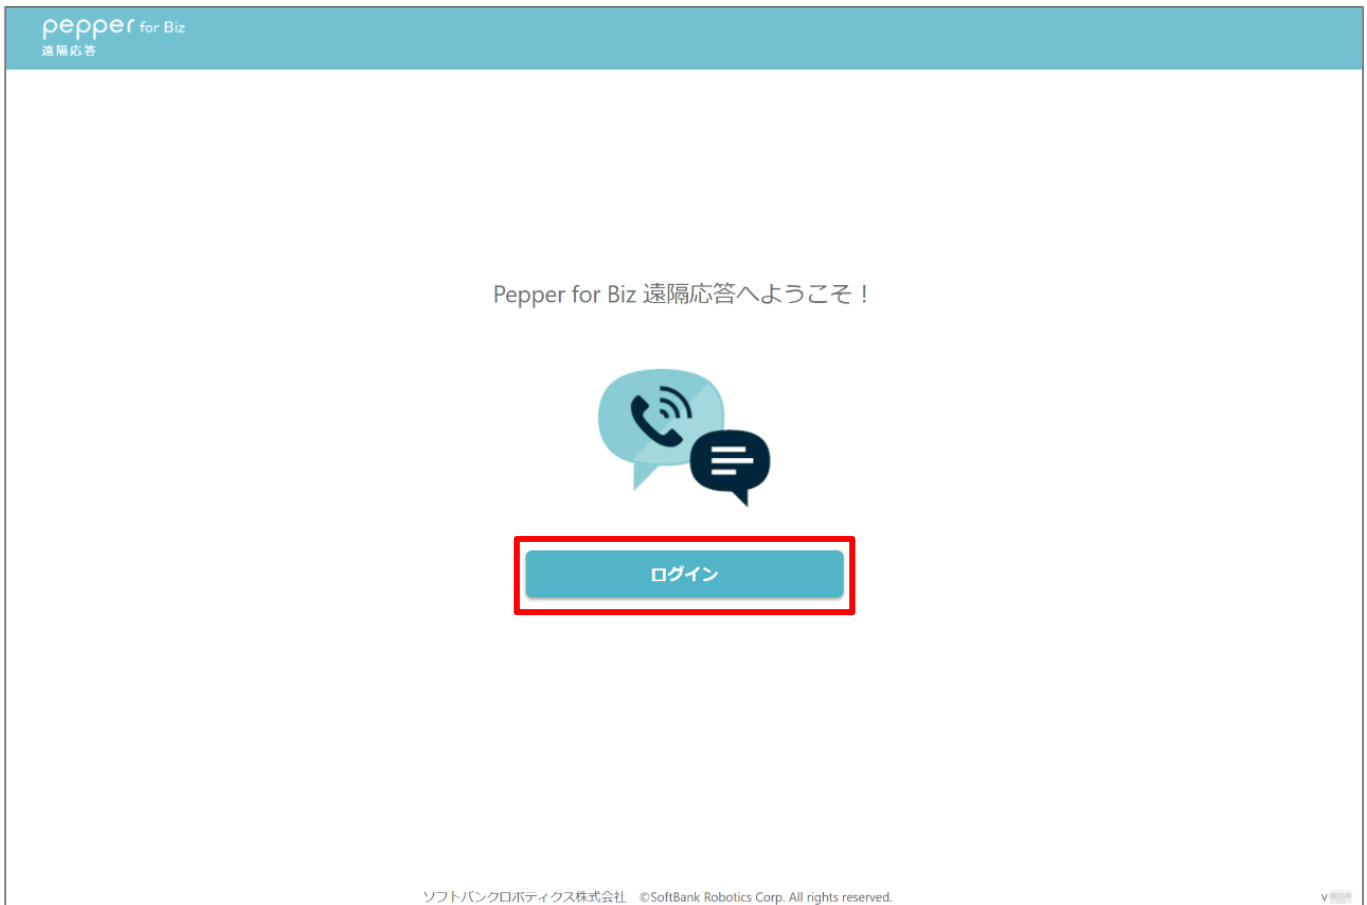 pepper for Biz
遠隔応答
Pepper for Biz 遠隔応答へようこそ！
ログイン
ソフトバンクロボティクス株式会社 ©SoftBank Robotics Corp. All rights reserved.
v